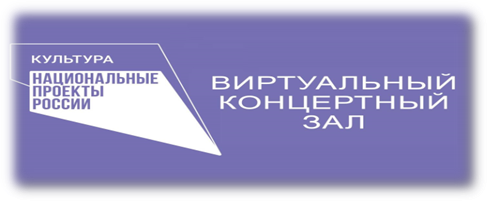 КУЛЬТУРА
НАЦИОНАЛЬНЫЕ
ПРОЕКТЫ
РОССИИ
ВИРТУАЛЬНЫЙ
КОНЦЕРТНЫЙ
ЗАЛ